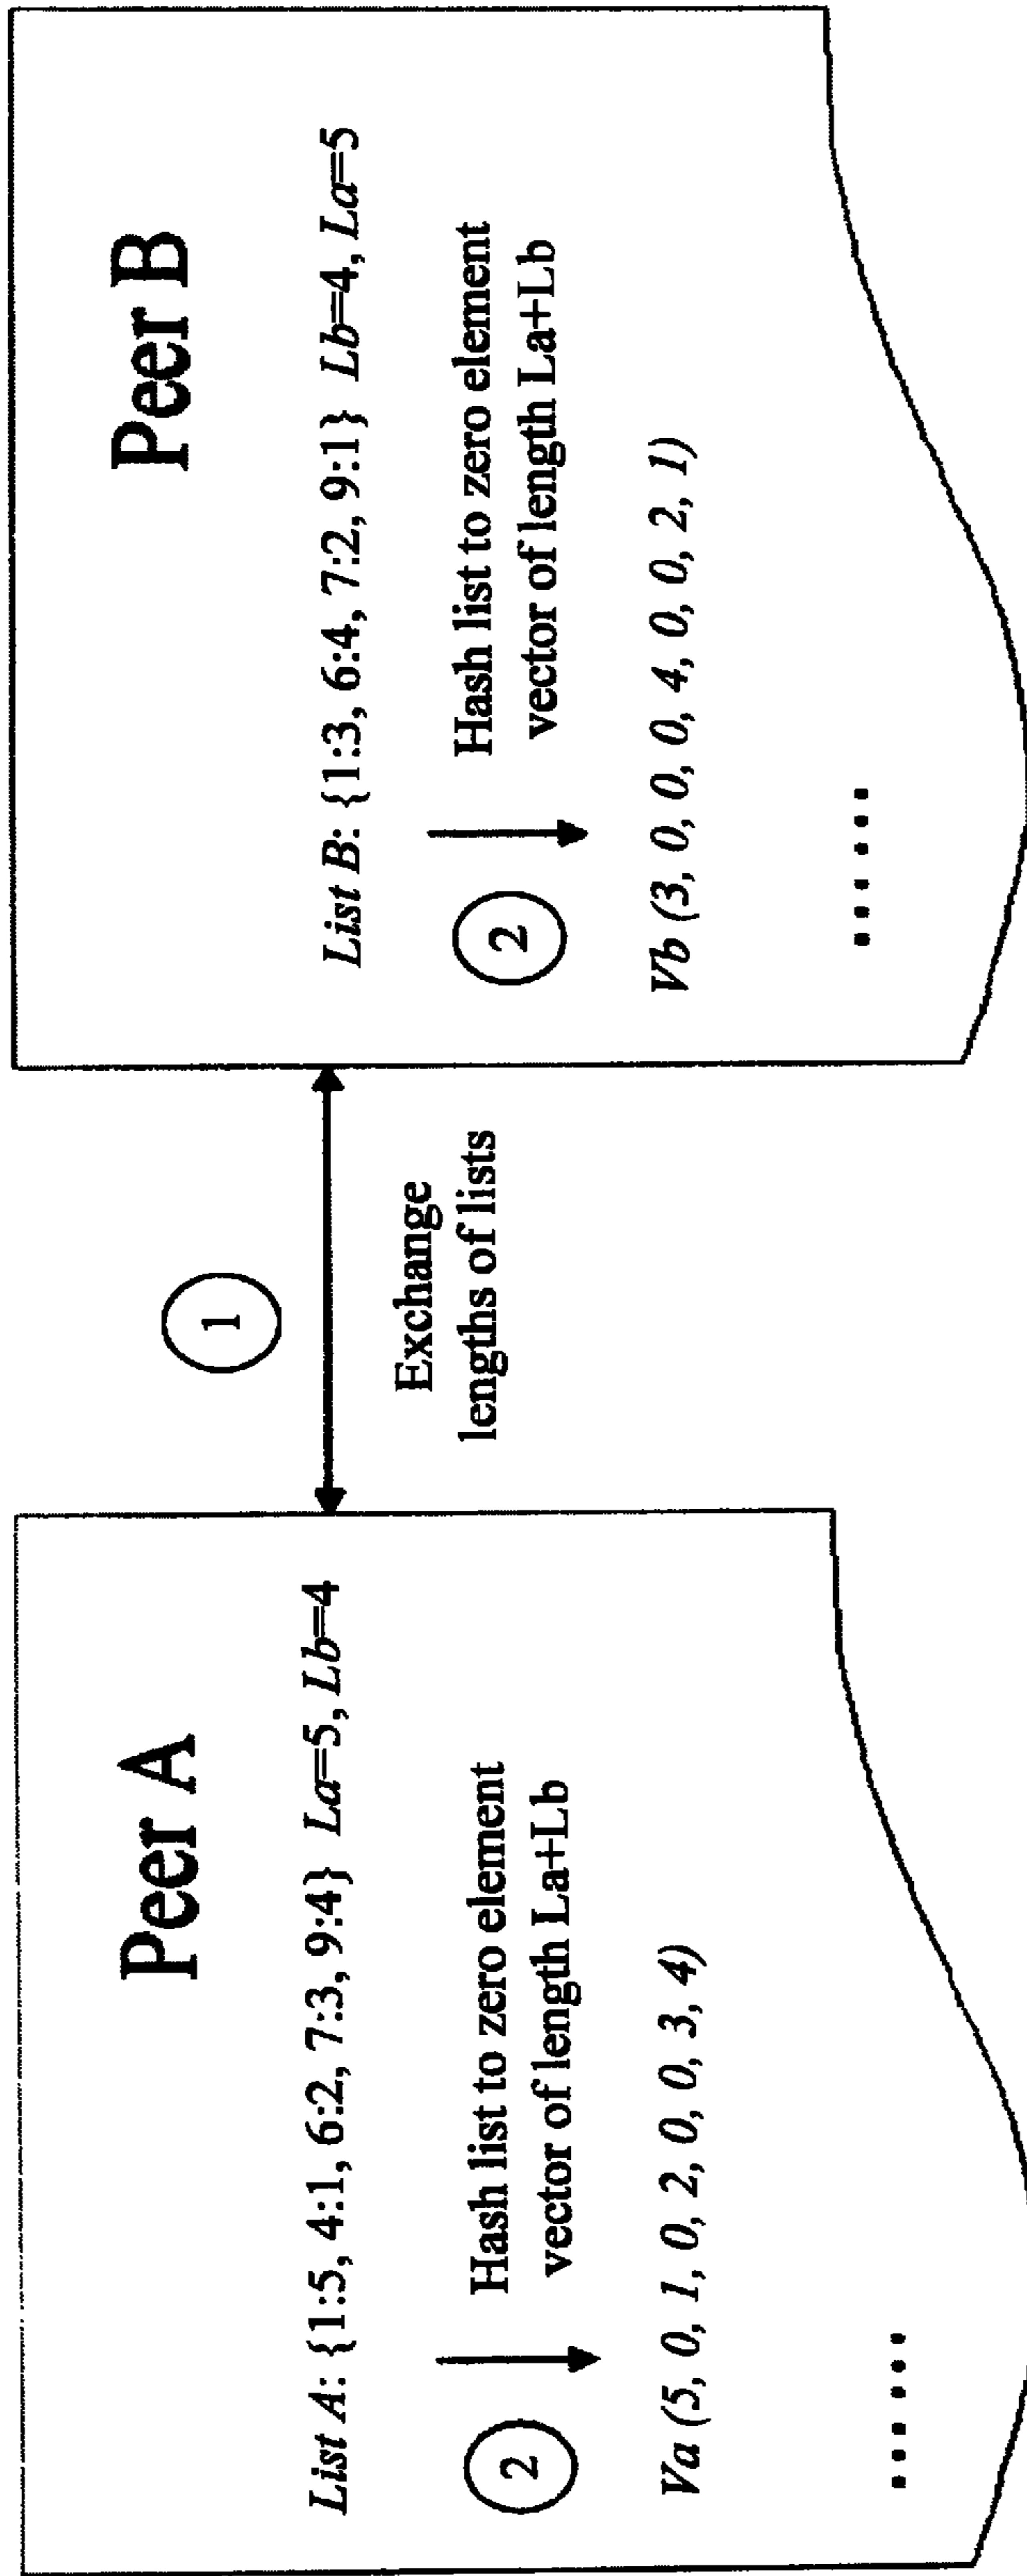 Peer A
List A: {1:5, 4:1, 6:2, 7:3, 9:4} La=5, Lb=4
2
Hash list to zero element
vector of length La+Lb
Va (5, 0, 1, 0, 2, 0, 0, 3, 4)
......
1
Exchange
lengths of lists
Peer B
List B: {1:3, 6:4, 7:2, 9:1} Lb=4, La=5
2
Hash list to zero element
vector of length La+Lb
Vb (3, 0, 0, 0, 4, 0, 0, 2, 1)
......